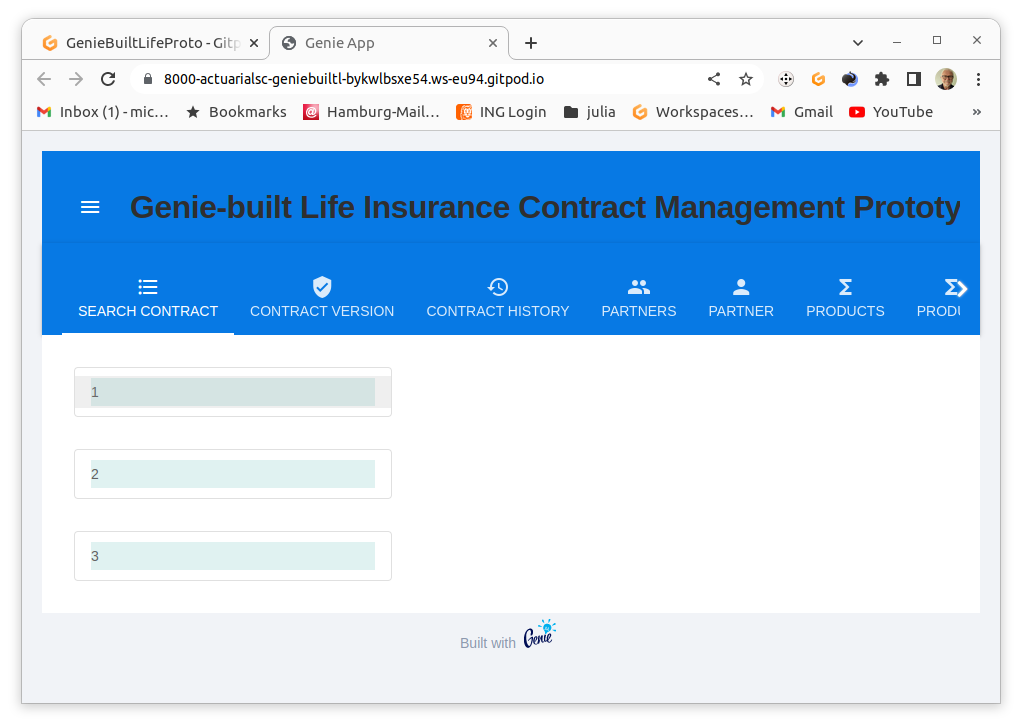 GenieBuiltLifeProto - Gitp
Genie App
8000-actuarialsc-geniebuiltl-bykwlbsxe54.ws-eu94.gitpod.io
Inbox (1) - mic… Bookmarks Hamburg-Mail… ING Login julia Workspaces… Gmail YouTube »
Genie-built Life Insurance Contract Management Prototy
SEARCH CONTRACT CONTRACT VERSION CONTRACT HISTORY PARTNERS PARTNER PRODUCTS PRODU
1
2
3
Built with Genie